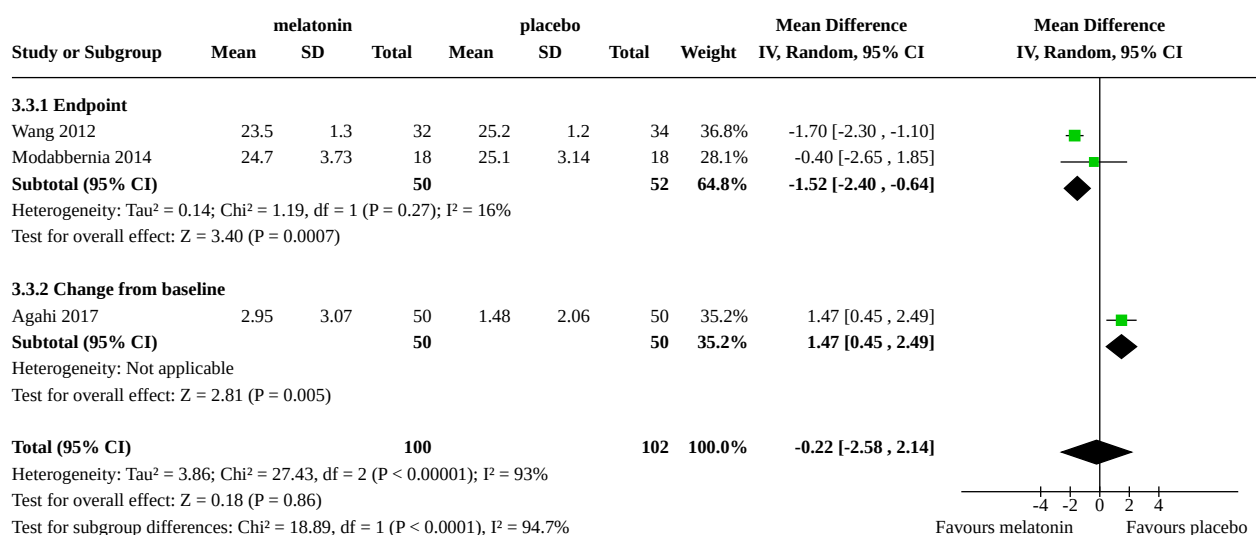 melatonin placebo Mean Difference Mean Difference
Study or Subgroup Mean SD Total Mean SD Total Weight IV, Random, 95% CI IV, Random, 95% CI
3.3.1 Endpoint
Wang 2012 23.5 1.3 32 25.2 1.2 34 36.8% -1.70 [-2.30 , -1.10]
Modabbernia 2014 24.7 3.73 18 25.1 3.14 18 28.1% -0.40 [-2.65 , 1.85]
Subtotal (95% CI) 50 52 64.8% -1.52 [-2.40 , -0.64]
Heterogeneity: Tau² = 0.14; Chi² = 1.19, df = 1 (P = 0.27); I² = 16%
Test for overall effect: Z = 3.40 (P = 0.0007)
3.3.2 Change from baseline
Agahi 2017 2.95 3.07 50 1.48 2.06 50 35.2% 1.47 [0.45 , 2.49]
Subtotal (95% CI) 50 50 35.2% 1.47 [0.45 , 2.49]
Heterogeneity: Not applicable
Test for overall effect: Z = 2.81 (P = 0.005)
Total (95% CI) 100 102 100.0% -0.22 [-2.58 , 2.14]
Heterogeneity: Tau² = 3.86; Chi² = 27.43, df = 2 (P < 0.00001); I² = 93%
Test for overall effect: Z = 0.18 (P = 0.86)
-4 -2 0 2 4
Test for subgroup differences: Chi² = 18.89, df = 1 (P < 0.0001), I² = 94.7%
Favours melatonin Favours placebo